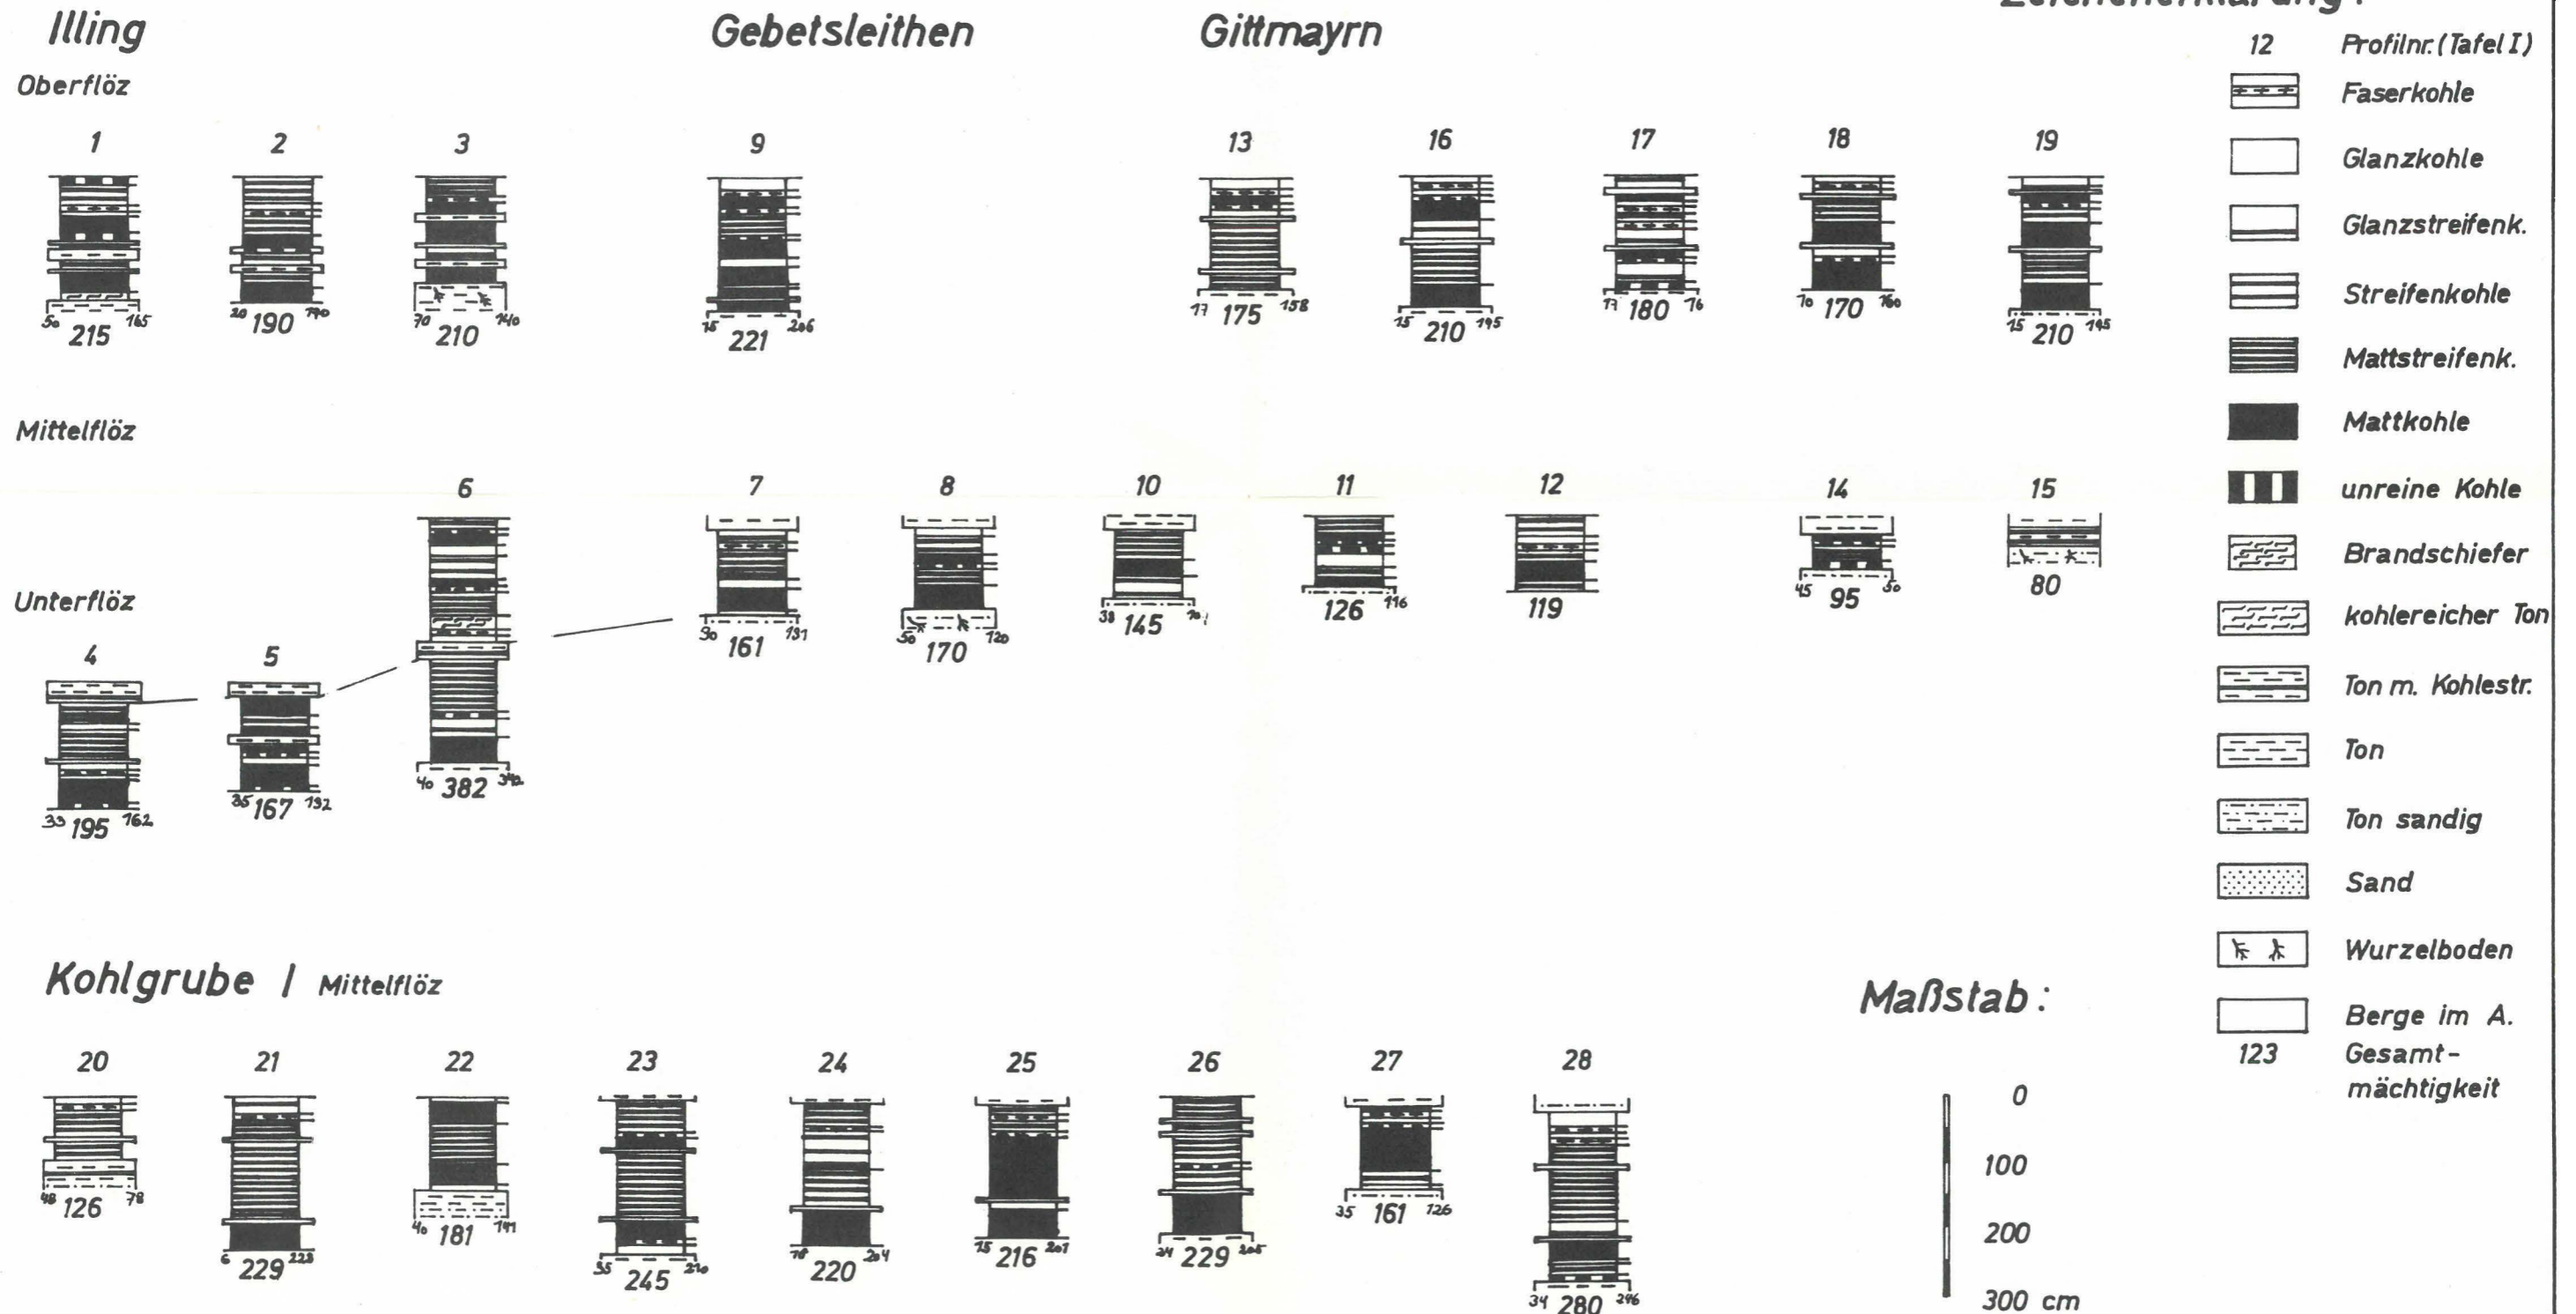 Illing
Gebetsleithen
Gittmayrn
Oberflöz
1 2 3 9 13 16 17 18 19
50 215 165
20 190 170
70 210 140
15 221 206
17 175 158
15 210 195
180 76
10 170 160
15 210 195
Mittelflöz
6 7 8 10 11 12 14 15
161 131
50 170 120
38 145
126 116
119
45 95 50
80
Unterflöz
4 5
33 195 162
35 167 132
40 382 342
Kohlgrube I Mittelflöz
20 21 22 23 24 25 26 27 28
48 126 78
6 229 223
40 181 141
35 245 210
220 204
15 216 201
24 229 205
35 161 126
34 280 246
Maßstab:
0
100
200
300 cm
Zeichenerklärung:
12 Profilnr. (Tafel I)
Faserkohle
Glanzkohle
Glanzstreifenk.
Streifenkohle
Mattstreifenk.
Mattkohle
unreine Kohle
Brandschiefer
kohlereicher Ton
Ton m. Kohlestr.
Ton
Ton sandig
Sand
Wurzelboden
Berge im A.
123 Gesamt-
mächtigkeit